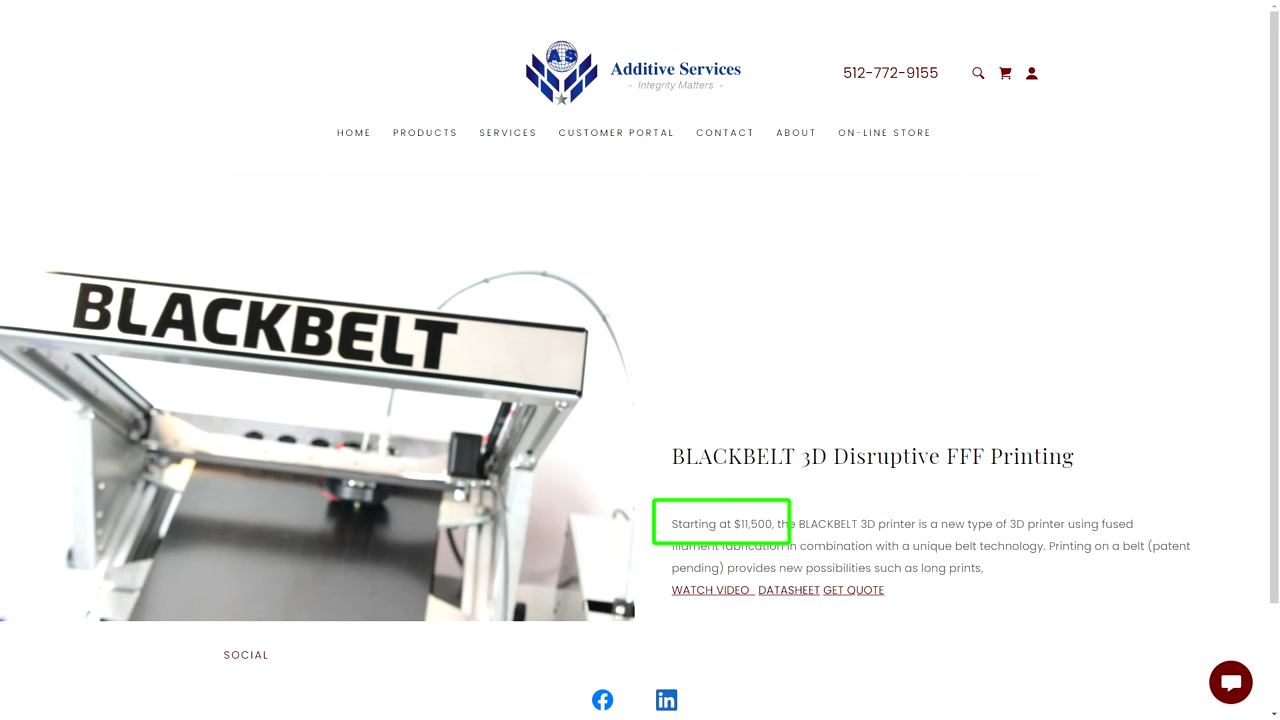 AS
Additive Services
- Integrity Matters -
512-772-9155
HOME PRODUCTS SERVICES CUSTOMER PORTAL CONTACT ABOUT ON-LINE STORE
BLACKBELT
BLACKBELT 3D Disruptive FFF Printing
Starting at $11,500, the BLACKBELT 3D printer is a new type of 3D printer using fused
filament fabrication in combination with a unique belt technology. Printing on a belt (patent
pending) provides new possibilities such as long prints,
WATCH VIDEO DATASHEET GET QUOTE
SOCIAL
f
in